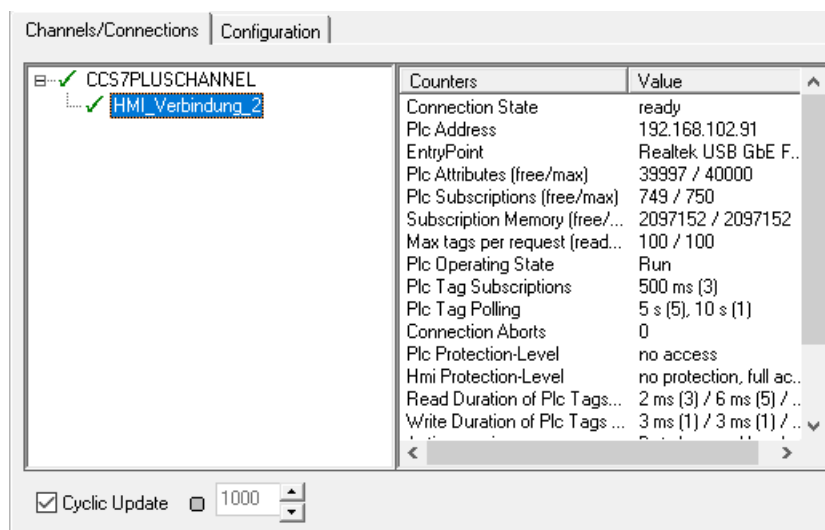 Channels/Connections Configuration
CCS7PLUSCHANNEL
HMI_Verbindung_2
Counters Value
Connection State ready
Plc Address 192.168.102.91
EntryPoint Realtek USB GbE F..
Plc Attributes (free/max) 39997 / 40000
Plc Subscriptions (free/max) 749 / 750
Subscription Memory (free/... 2097152 / 2097152
Max tags per request (read... 100 / 100
Plc Operating State Run
Plc Tag Subscriptions 500 ms (3)
Plc Tag Polling 5 s (5), 10 s (1)
Connection Aborts 0
Plc Protection-Level no access
Hmi Protection-Level no protection, full ac..
Read Duration of Plc Tags... 2 ms (3) / 6 ms (5) / ..
Write Duration of Plc Tags ... 3 ms (1) / 3 ms (1) / ..
Cyclic Update 1000